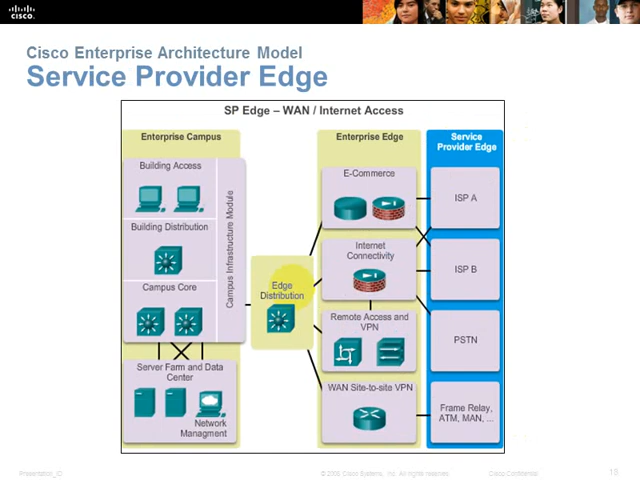 CISCO
Cisco Enterprise Architecture Model
Service Provider Edge
SP Edge – WAN / Internet Access
Enterprise Campus
Enterprise Edge
Service
Provider Edge
Building Access
Building Distribution
Campus Core
Campus Infrastructure Module
Server Farm and Data
Center
Network
Managment
Edge
Distribution
E-Commerce
Internet
Connectivity
Remote Access and
VPN
WAN Site-to-site VPN
ISP A
ISP B
PSTN
Frame Relay,
ATM, MAN, ...
Presentation_ID
Cisco Systems, Inc. All rights reserved.
Cisco Confidential
15